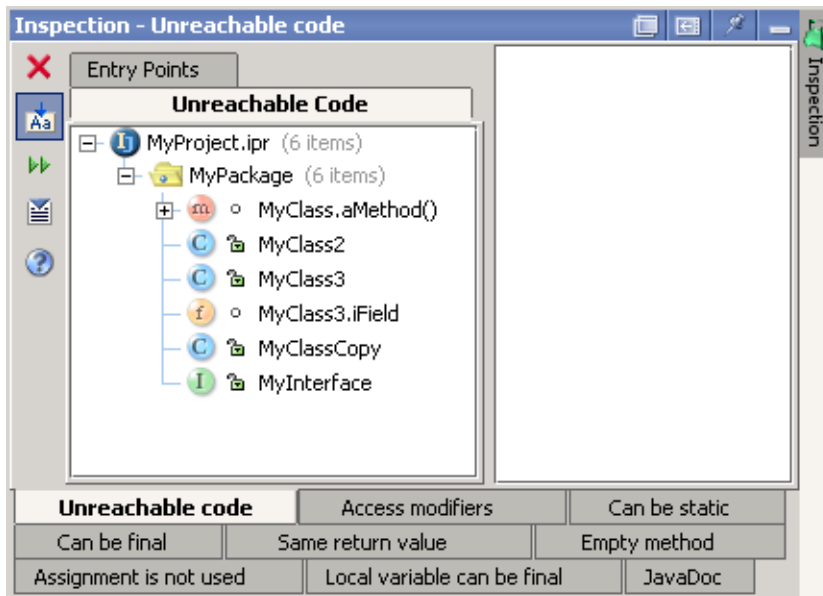 Inspection - Unreachable code
Inspection
Entry Points
Unreachable Code
Aa
IJ MyProject.ipr (6 items)
MyPackage (6 items)
m MyClass.aMethod()
C MyClass2
C MyClass3
f MyClass3.iField
C MyClassCopy
I MyInterface
Unreachable code Access modifiers Can be static
Can be final Same return value Empty method
Assignment is not used Local variable can be final JavaDoc